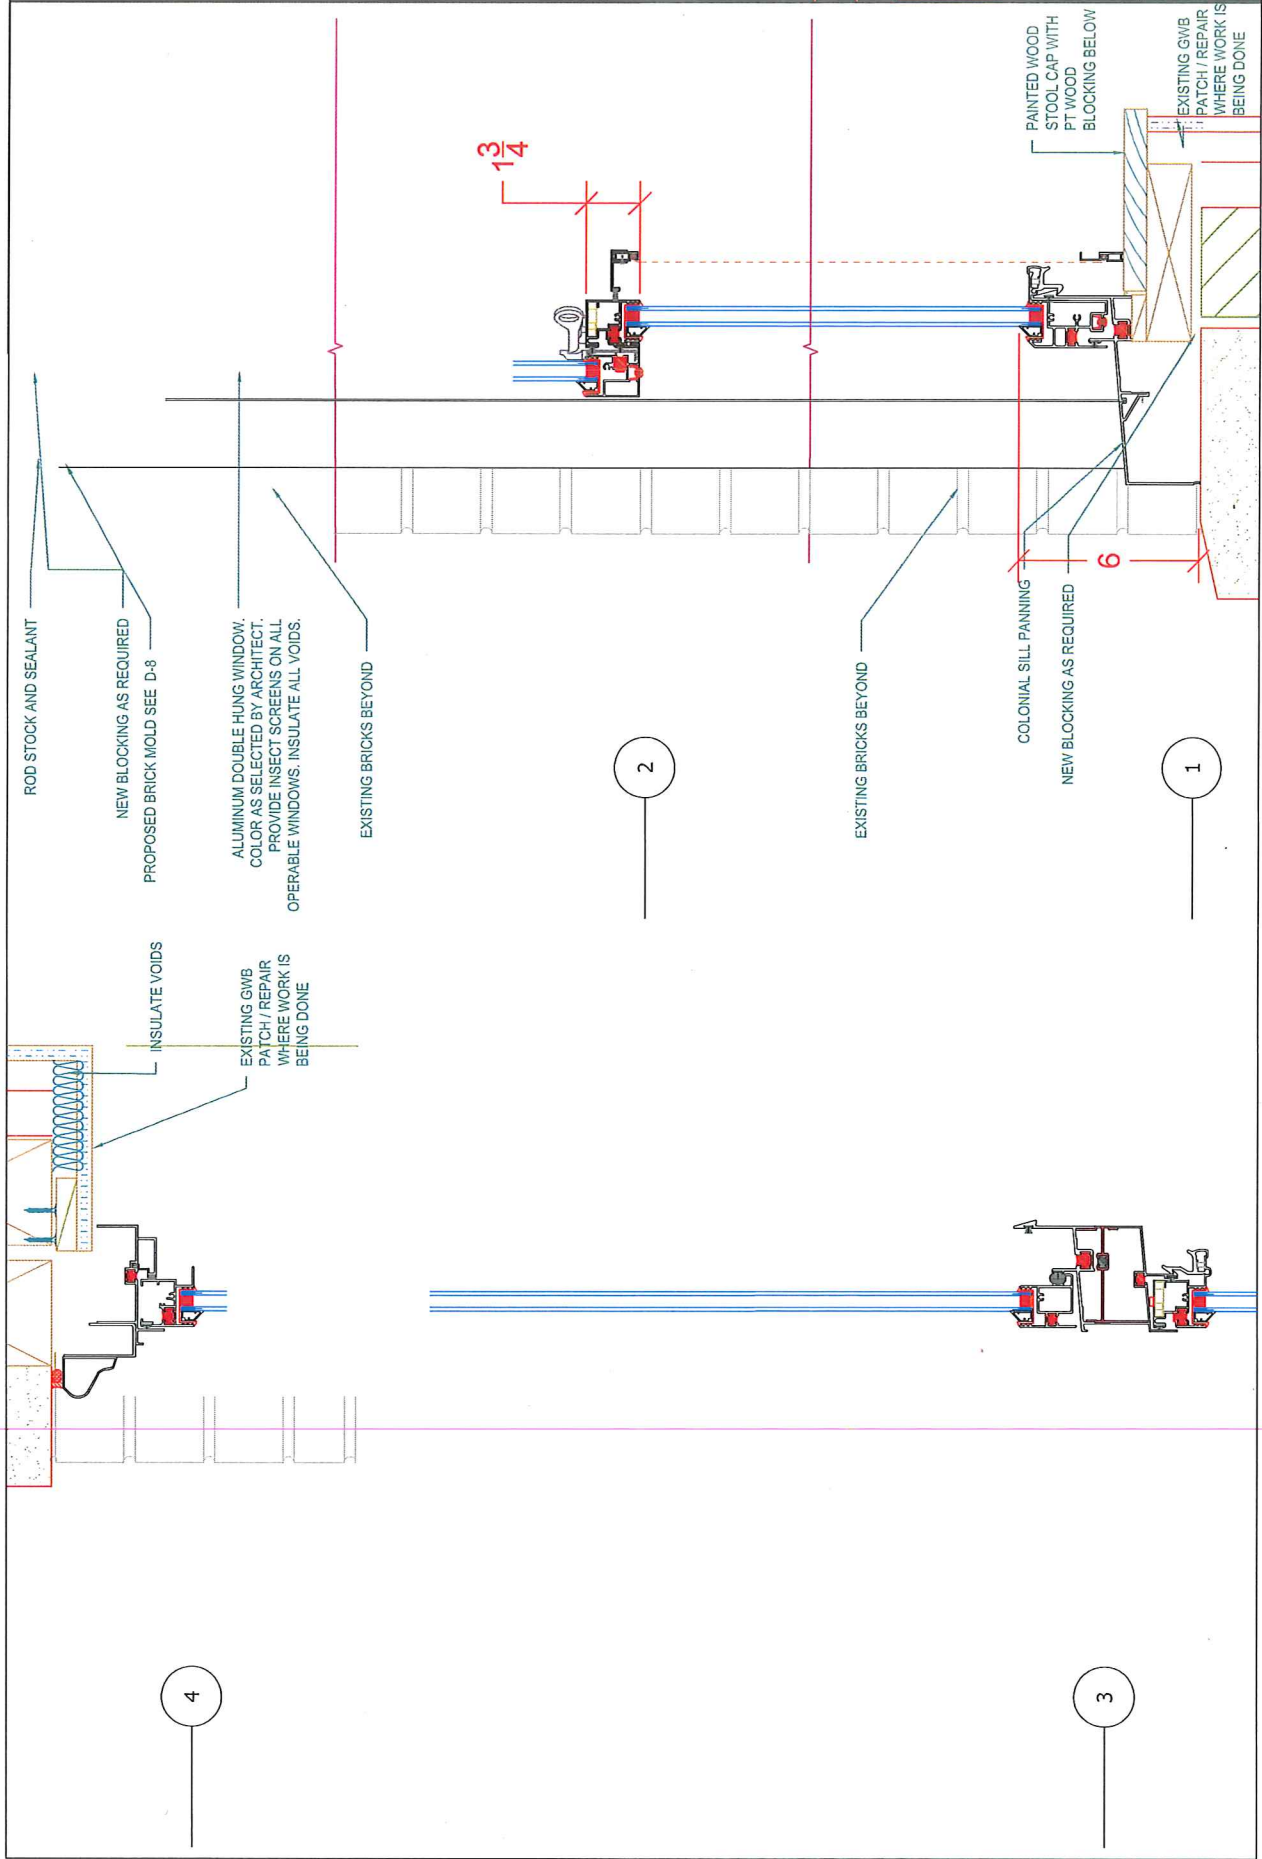 ROD STOCK AND SEALANT
NEW BLOCKING AS REQUIRED
PROPOSED BRICK MOLD SEE D-8
ALUMINUM DOUBLE HUNG WINDOW.
COLOR AS SELECTED BY ARCHITECT.
PROVIDE INSECT SCREENS ON ALL
OPERABLE WINDOWS. INSULATE ALL VOIDS.
EXISTING BRICKS BEYOND
INSULATE VOIDS
EXISTING GWB
PATCH / REPAIR
WHERE WORK IS
BEING DONE
4
1 3/4
2
EXISTING BRICKS BEYOND
COLONIAL SILL PANNING
NEW BLOCKING AS REQUIRED
6
PAINTED WOOD
STOOL CAP WITH
PT WOOD
BLOCKING BELOW
EXISTING GWB
PATCH / REPAIR
WHERE WORK IS
BEING DONE
1
3